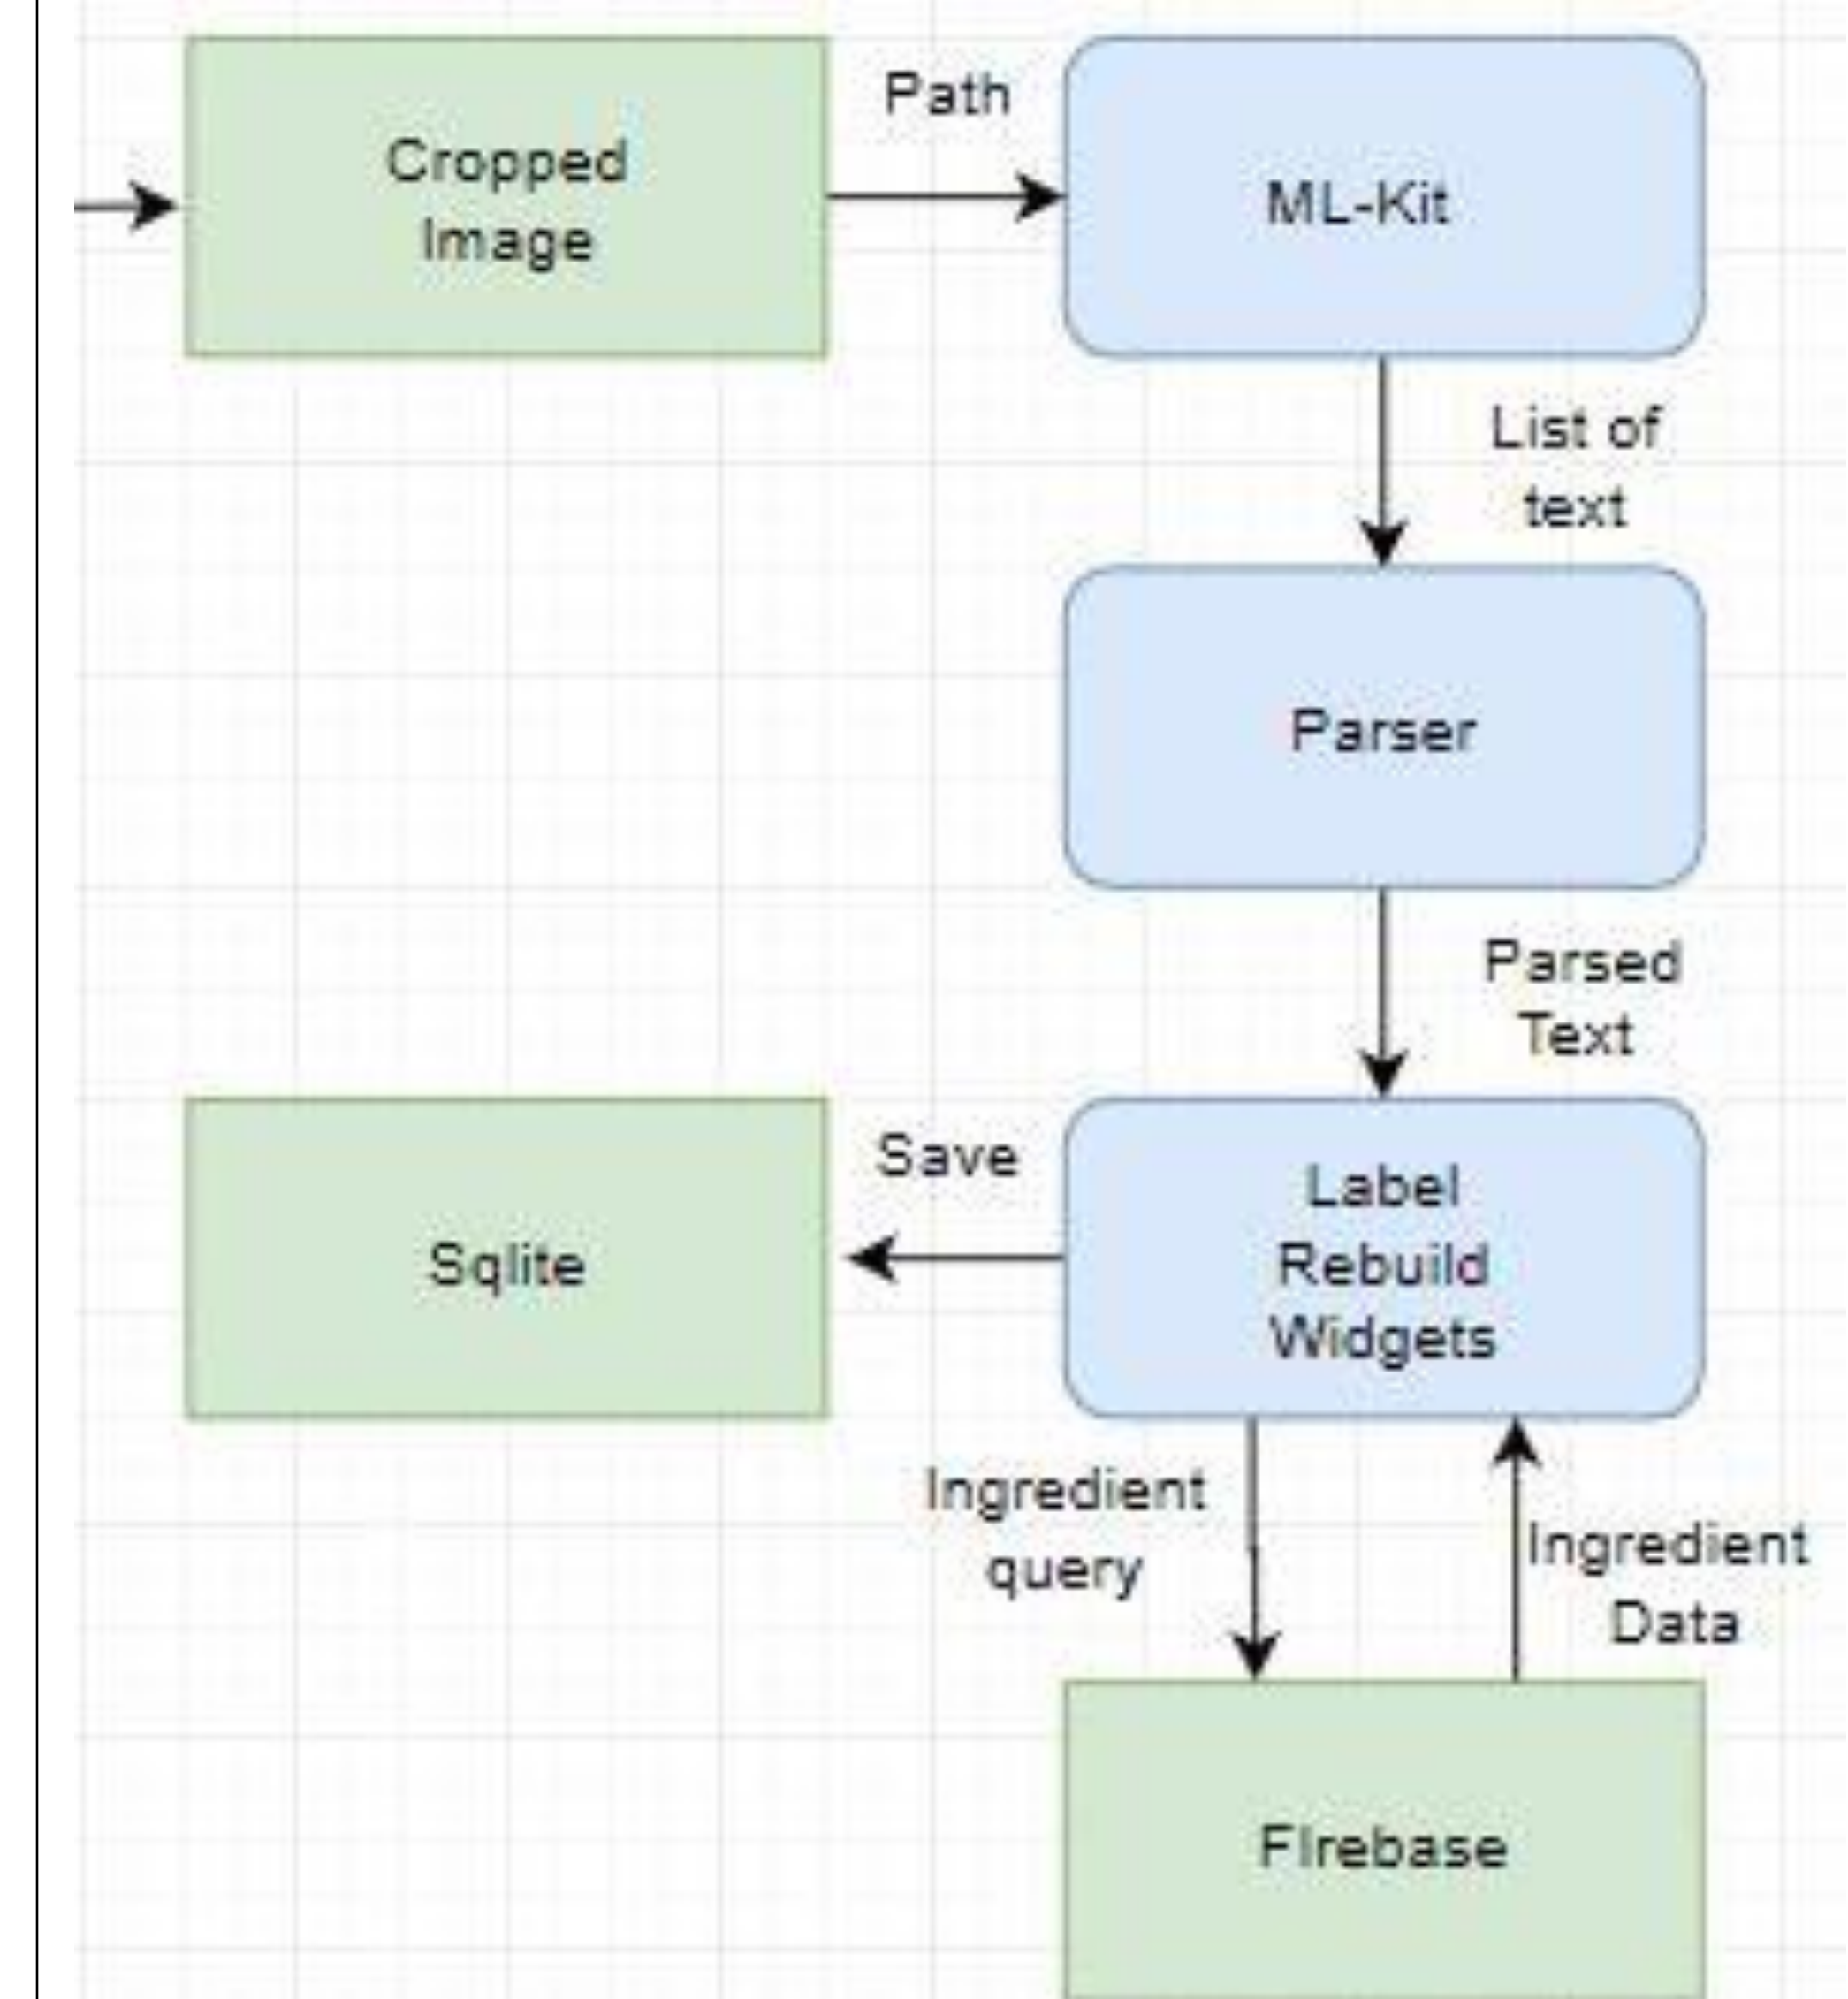 Cropped
Image
Path
ML-Kit
List of
text
Parser
Parsed
Text
Label
Rebuild
Widgets
Save
Sqlite
Ingredient
query
Ingredient
Data
FIrebase